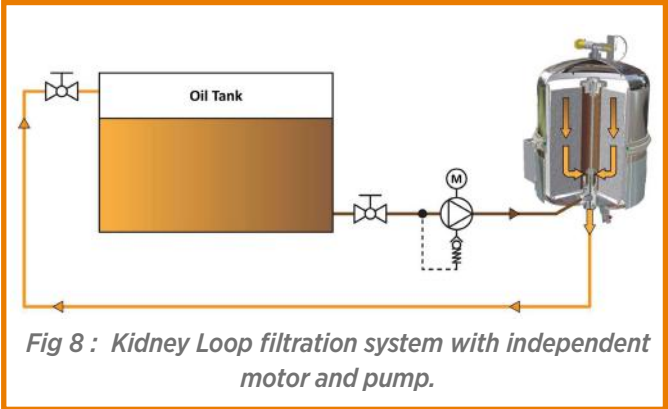 Oil Tank
M
Fig 8 : Kidney Loop filtration system with independent
motor and pump.